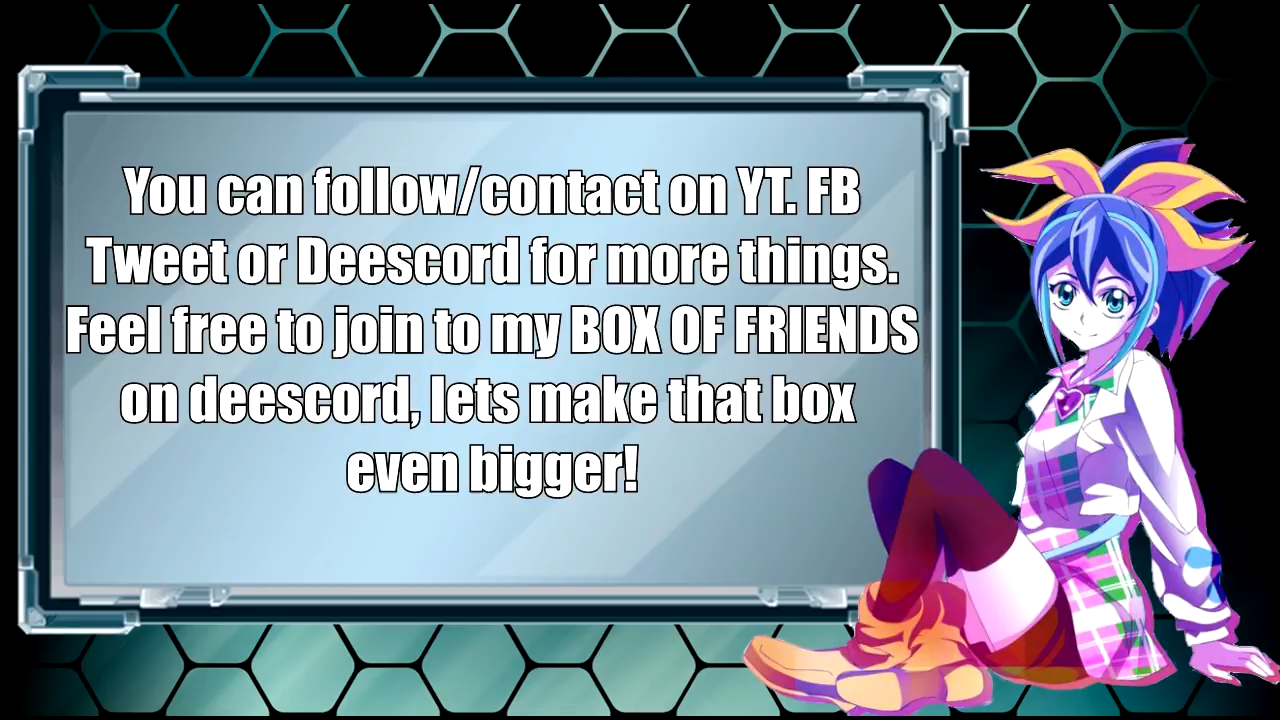 You can follow/contact on YT. FB
Tweet or Deescord for more things.
Feel free to join to my BOX OF FRIENDS
on deescord, lets make that box
even bigger!